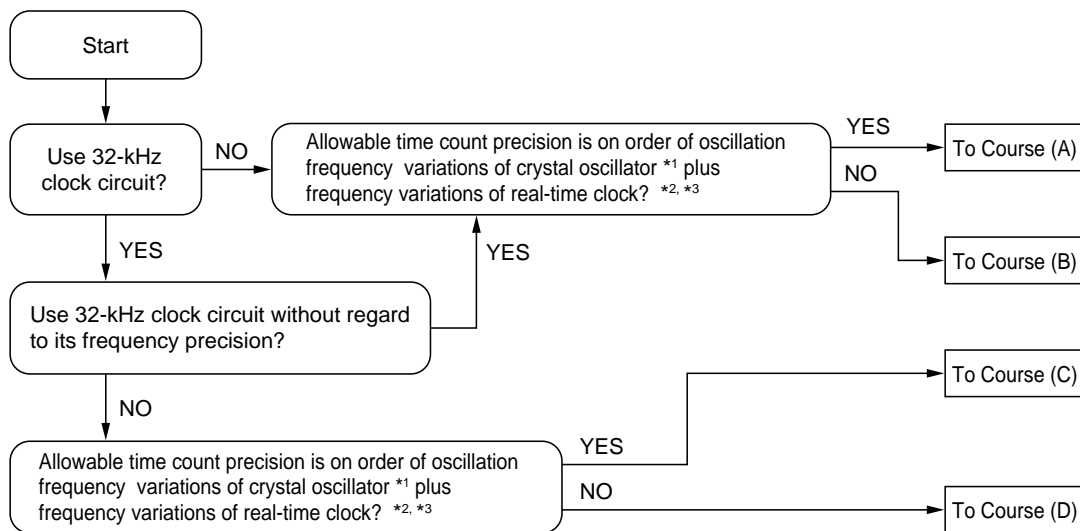 Start
Use 32-kHz
clock circuit?
NO
Allowable time count precision is on order of oscillation
frequency variations of crystal oscillator *1 plus
frequency variations of real-time clock? *2, *3
YES
To Course (A)
NO
To Course (B)
YES
YES
Use 32-kHz clock circuit without regard
to its frequency precision?
NO
Allowable time count precision is on order of oscillation
frequency variations of crystal oscillator *1 plus
frequency variations of real-time clock? *2, *3
YES
To Course (C)
NO
To Course (D)